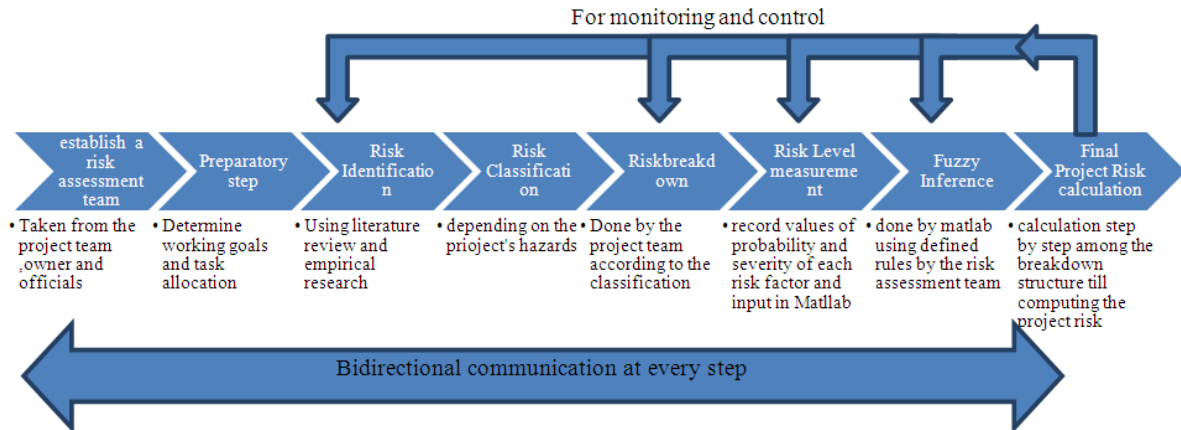 For monitoring and control
establish a
risk
assessment
team
Preparatory
step
Risk
Identificatio
n
Risk
Classificati
on
Riskbreakd
own
Risk Level
measureme
nt
Fuzzy
Inference
Final
Project Risk
calculation
• Taken from the
project team
,owner and
officials
• Determine
working goals
and task
allocation
• Using literature
review and
empirical
research
• depending on the
prioject's hazards
• Done by the
project team
according to the
classification
• record values of
probability and
severity of each
risk factor and
input in Matllab
• done by matlab
using defined
rules by the risk
assessment team
• calculation step
by step among the
breakdown
structure till
computing the
project risk
Bidirectional communication at every step